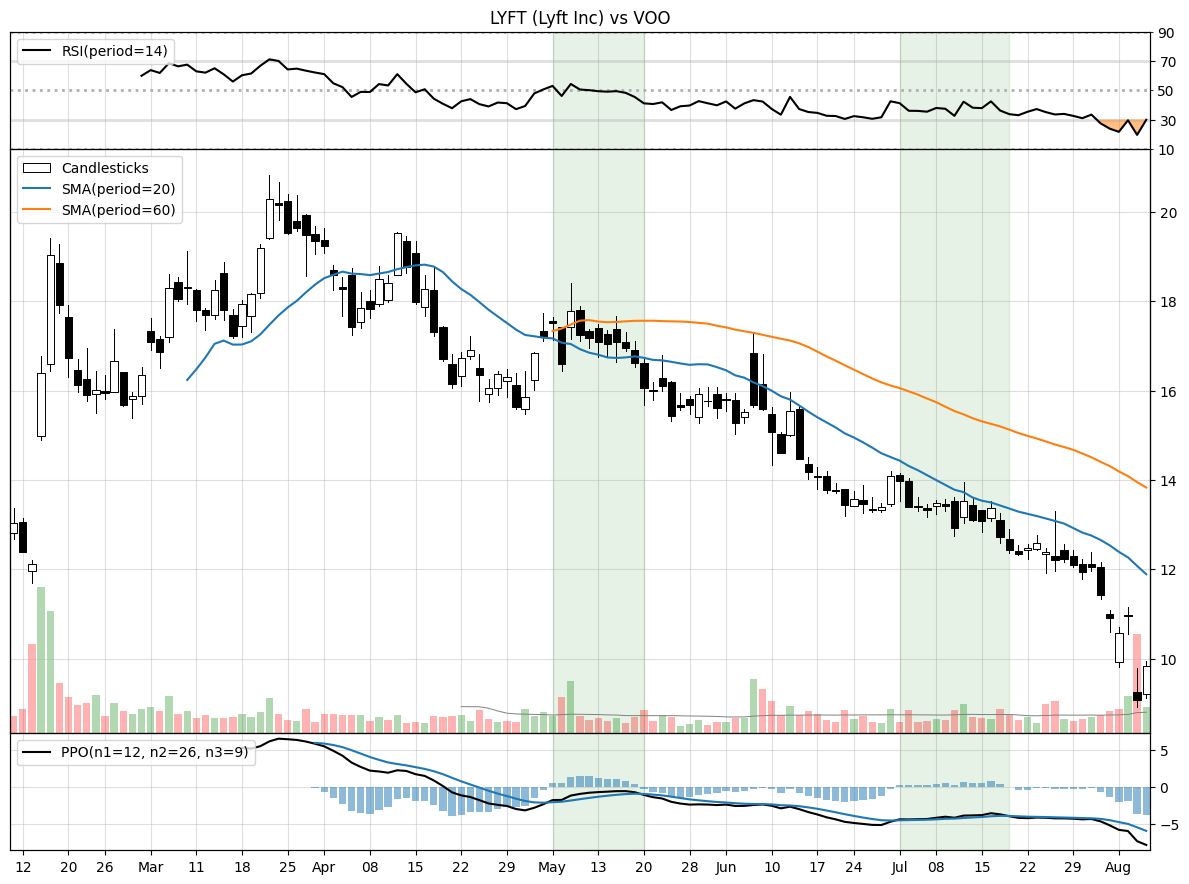 LYFT (Lyft Inc) vs VOO
RSI(period=14)
90
70
50
30
10
Candlesticks
SMA(period=20)
SMA(period=60)
20
18
16
14
12
10
PPO(n1=12, n2=26, n3=9)
5
0
−5
12 20 26 Mar 11 18 25 Apr 08 15 22 29 May 13 20 27 Jun 10 17 24 Jul 08 15 22 29 Aug